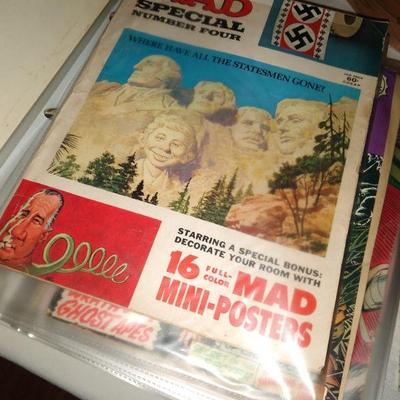 MAD
SPECIAL
NUMBER FOUR
WHERE HAVE ALL THE STATESMEN GONE?
60¢
CHEAP
STARRING A SPECIAL BONUS:
DECORATE YOUR ROOM WITH
16 FULL-COLOR MAD
MINI-POSTERS
GHOST APES